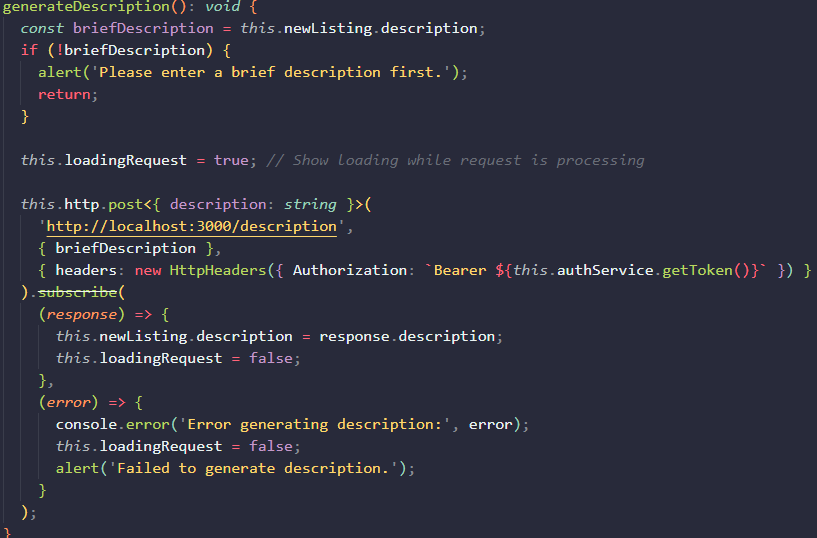 generateDescription(): void {
const briefDescription = this.newListing.description;
if (!briefDescription) {
alert('Please enter a brief description first.');
return;
}
this.loadingRequest = true; // Show loading while request is processing
this.http.post<{ description: string }>(
'http://localhost:3000/description',
{ briefDescription },
{ headers: new HttpHeaders({ Authorization: `Bearer ${this.authService.getToken()}` }) }
).subscribe(
(response) => {
this.newListing.description = response.description;
this.loadingRequest = false;
},
(error) => {
console.error('Error generating description:', error);
this.loadingRequest = false;
alert('Failed to generate description.');
}
);
}